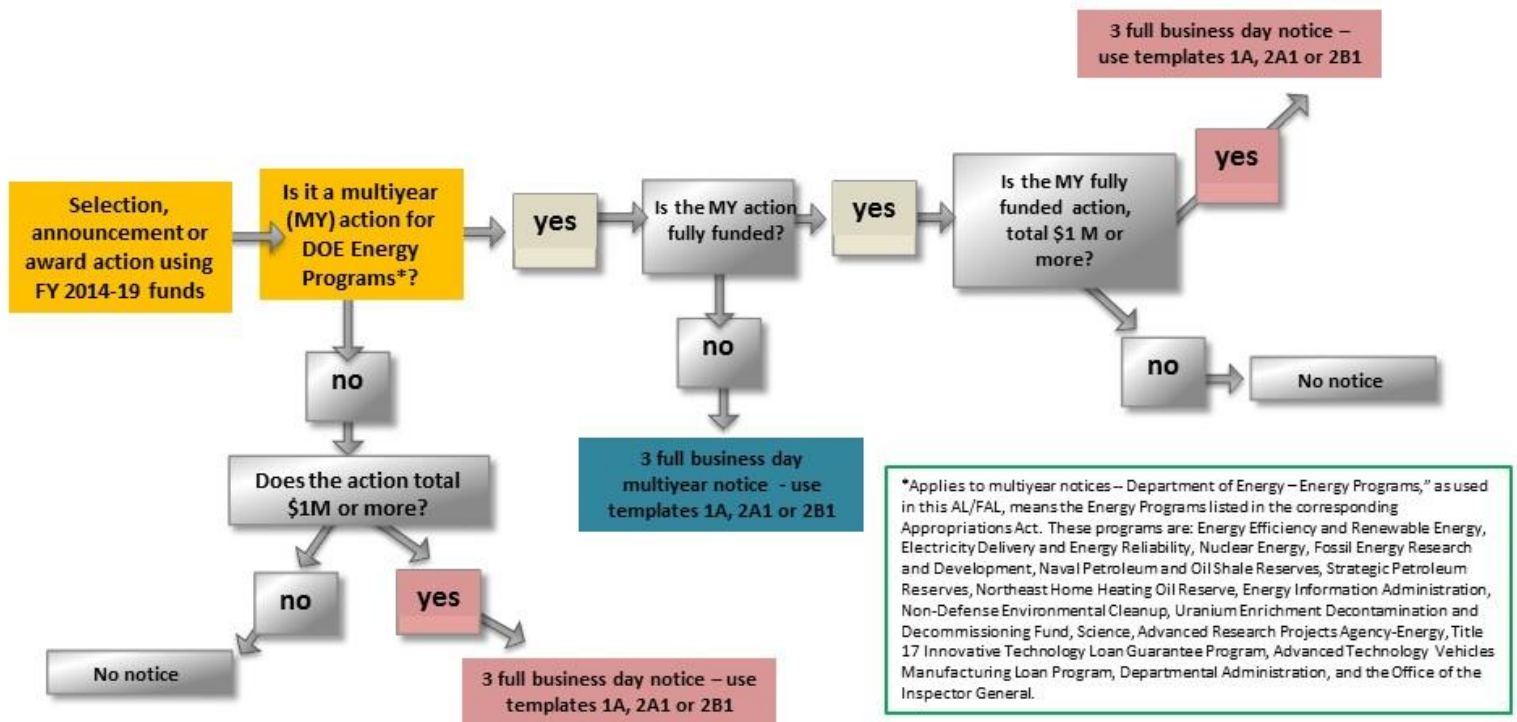 3 full business day notice –
use templates 1A, 2A1 or 2B1
yes
Selection,
announcement or
award action using
FY 2014-19 funds
Is it a multiyear
(MY) action for
DOE Energy
Programs*?
yes
Is the MY action
fully funded?
yes
Is the MY fully
funded action,
total $1 M or
more?
no
no
no
No notice
Does the action total
$1M or more?
3 full business day
multiyear notice - use
templates 1A, 2A1 or 2B1
no
yes
No notice
3 full business day notice – use
templates 1A, 2A1 or 2B1
*Applies to multiyear notices – Department of Energy – Energy Programs,” as used
in this AL/FAL, means the Energy Programs listed in the corresponding
Appropriations Act. These programs are: Energy Efficiency and Renewable Energy,
Electricity Delivery and Energy Reliability, Nuclear Energy, Fossil Energy Research
and Development, Naval Petroleum and Oil Shale Reserves, Strategic Petroleum
Reserves, Northeast Home Heating Oil Reserve, Energy Information Administration,
Non-Defense Environmental Cleanup, Uranium Enrichment Decontamination and
Decommissioning Fund, Science, Advanced Research Projects Agency-Energy, Title
17 Innovative Technology Loan Guarantee Program, Advanced Technology Vehicles
Manufacturing Loan Program, Departmental Administration, and the Office of the
Inspector General.